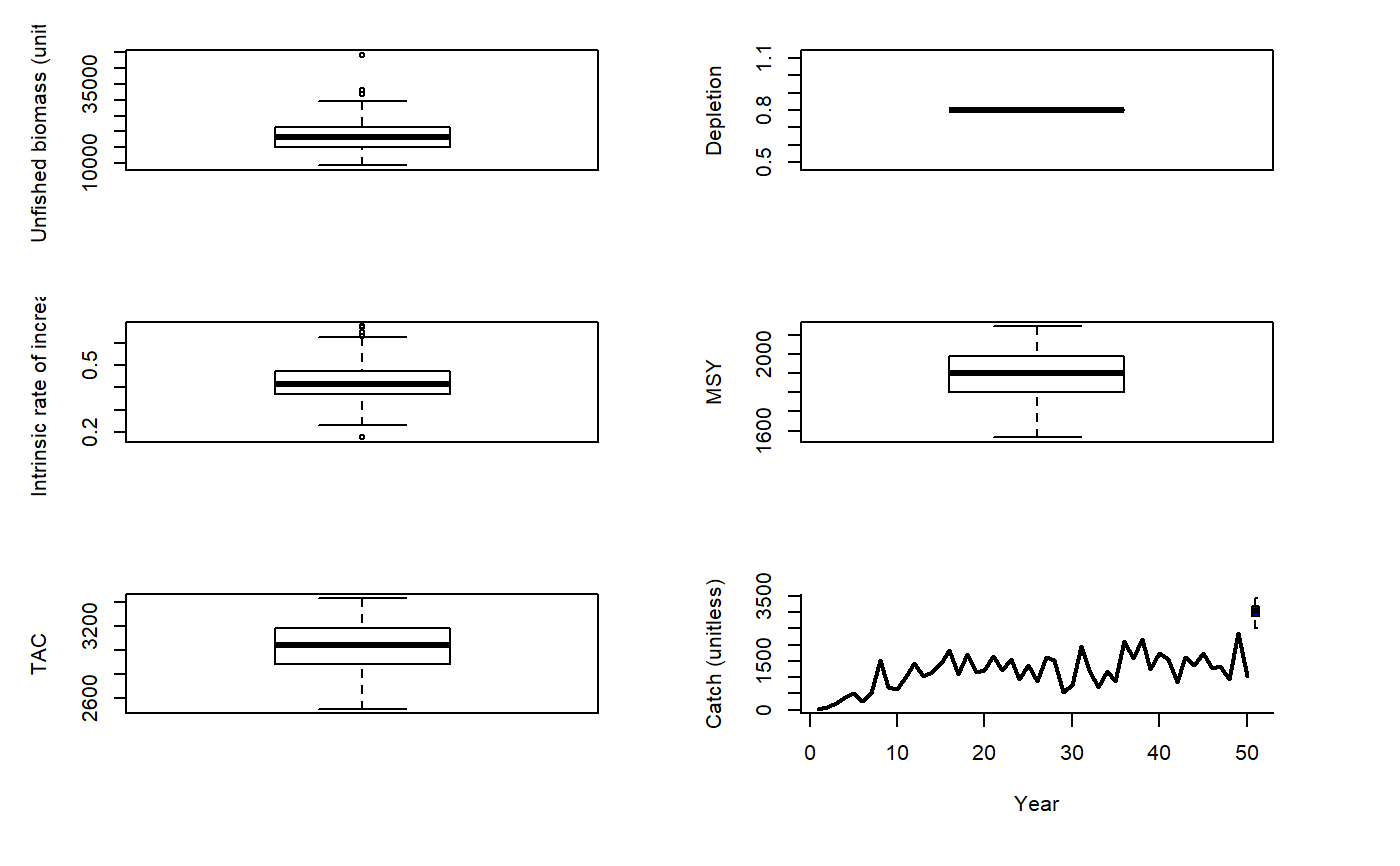 Unfished biomass (unit
10000
35000
Depletion
0.5
0.8
1.1
Intrinsic rate of increa
0.2
0.5
MSY
1600
2000
TAC
2600
3200
Catch (unitless)
0
1500
3500
0 10 20 30 40 50
Year